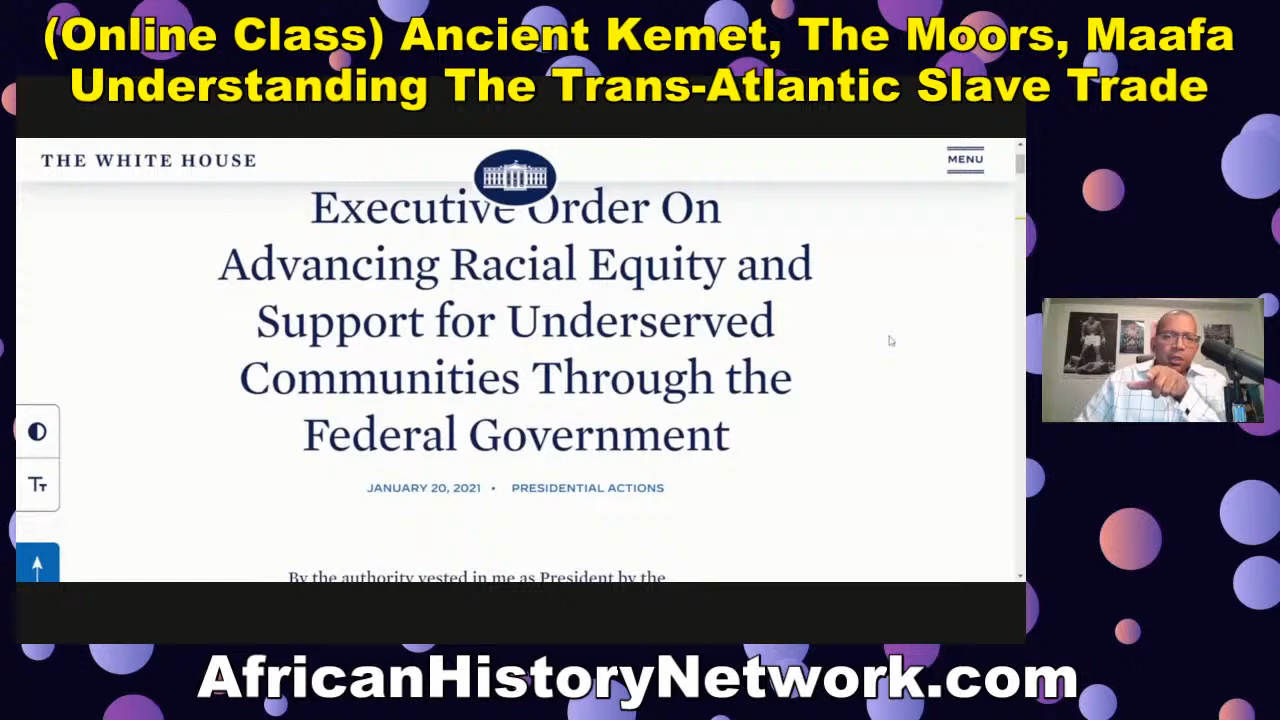 (Online Class) Ancient Kemet, The Moors, Maafa
Understanding The Trans-Atlantic Slave Trade
THE WHITE HOUSE
MENU
Executive Order On
Advancing Racial Equity and
Support for Underserved
Communities Through the
Federal Government
JANUARY 20, 2021 • PRESIDENTIAL ACTIONS
By the authority vested in me as President by the
TT
AfricanHistoryNetwork.com